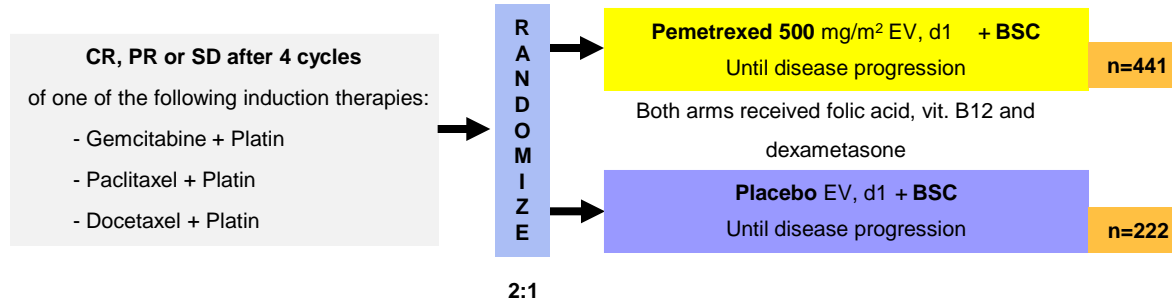 CR, PR or SD after 4 cycles
of one of the following induction therapies:
- Gemcitabine + Platin
- Paclitaxel + Platin
- Docetaxel + Platin
R
A
N
D
O
M
I
Z
E
2:1
Pemetrexed 500 mg/m² EV, d1 + BSC
Until disease progression
n=441
Both arms received folic acid, vit. B12 and
dexametasone
Placebo EV, d1 + BSC
Until disease progression
n=222